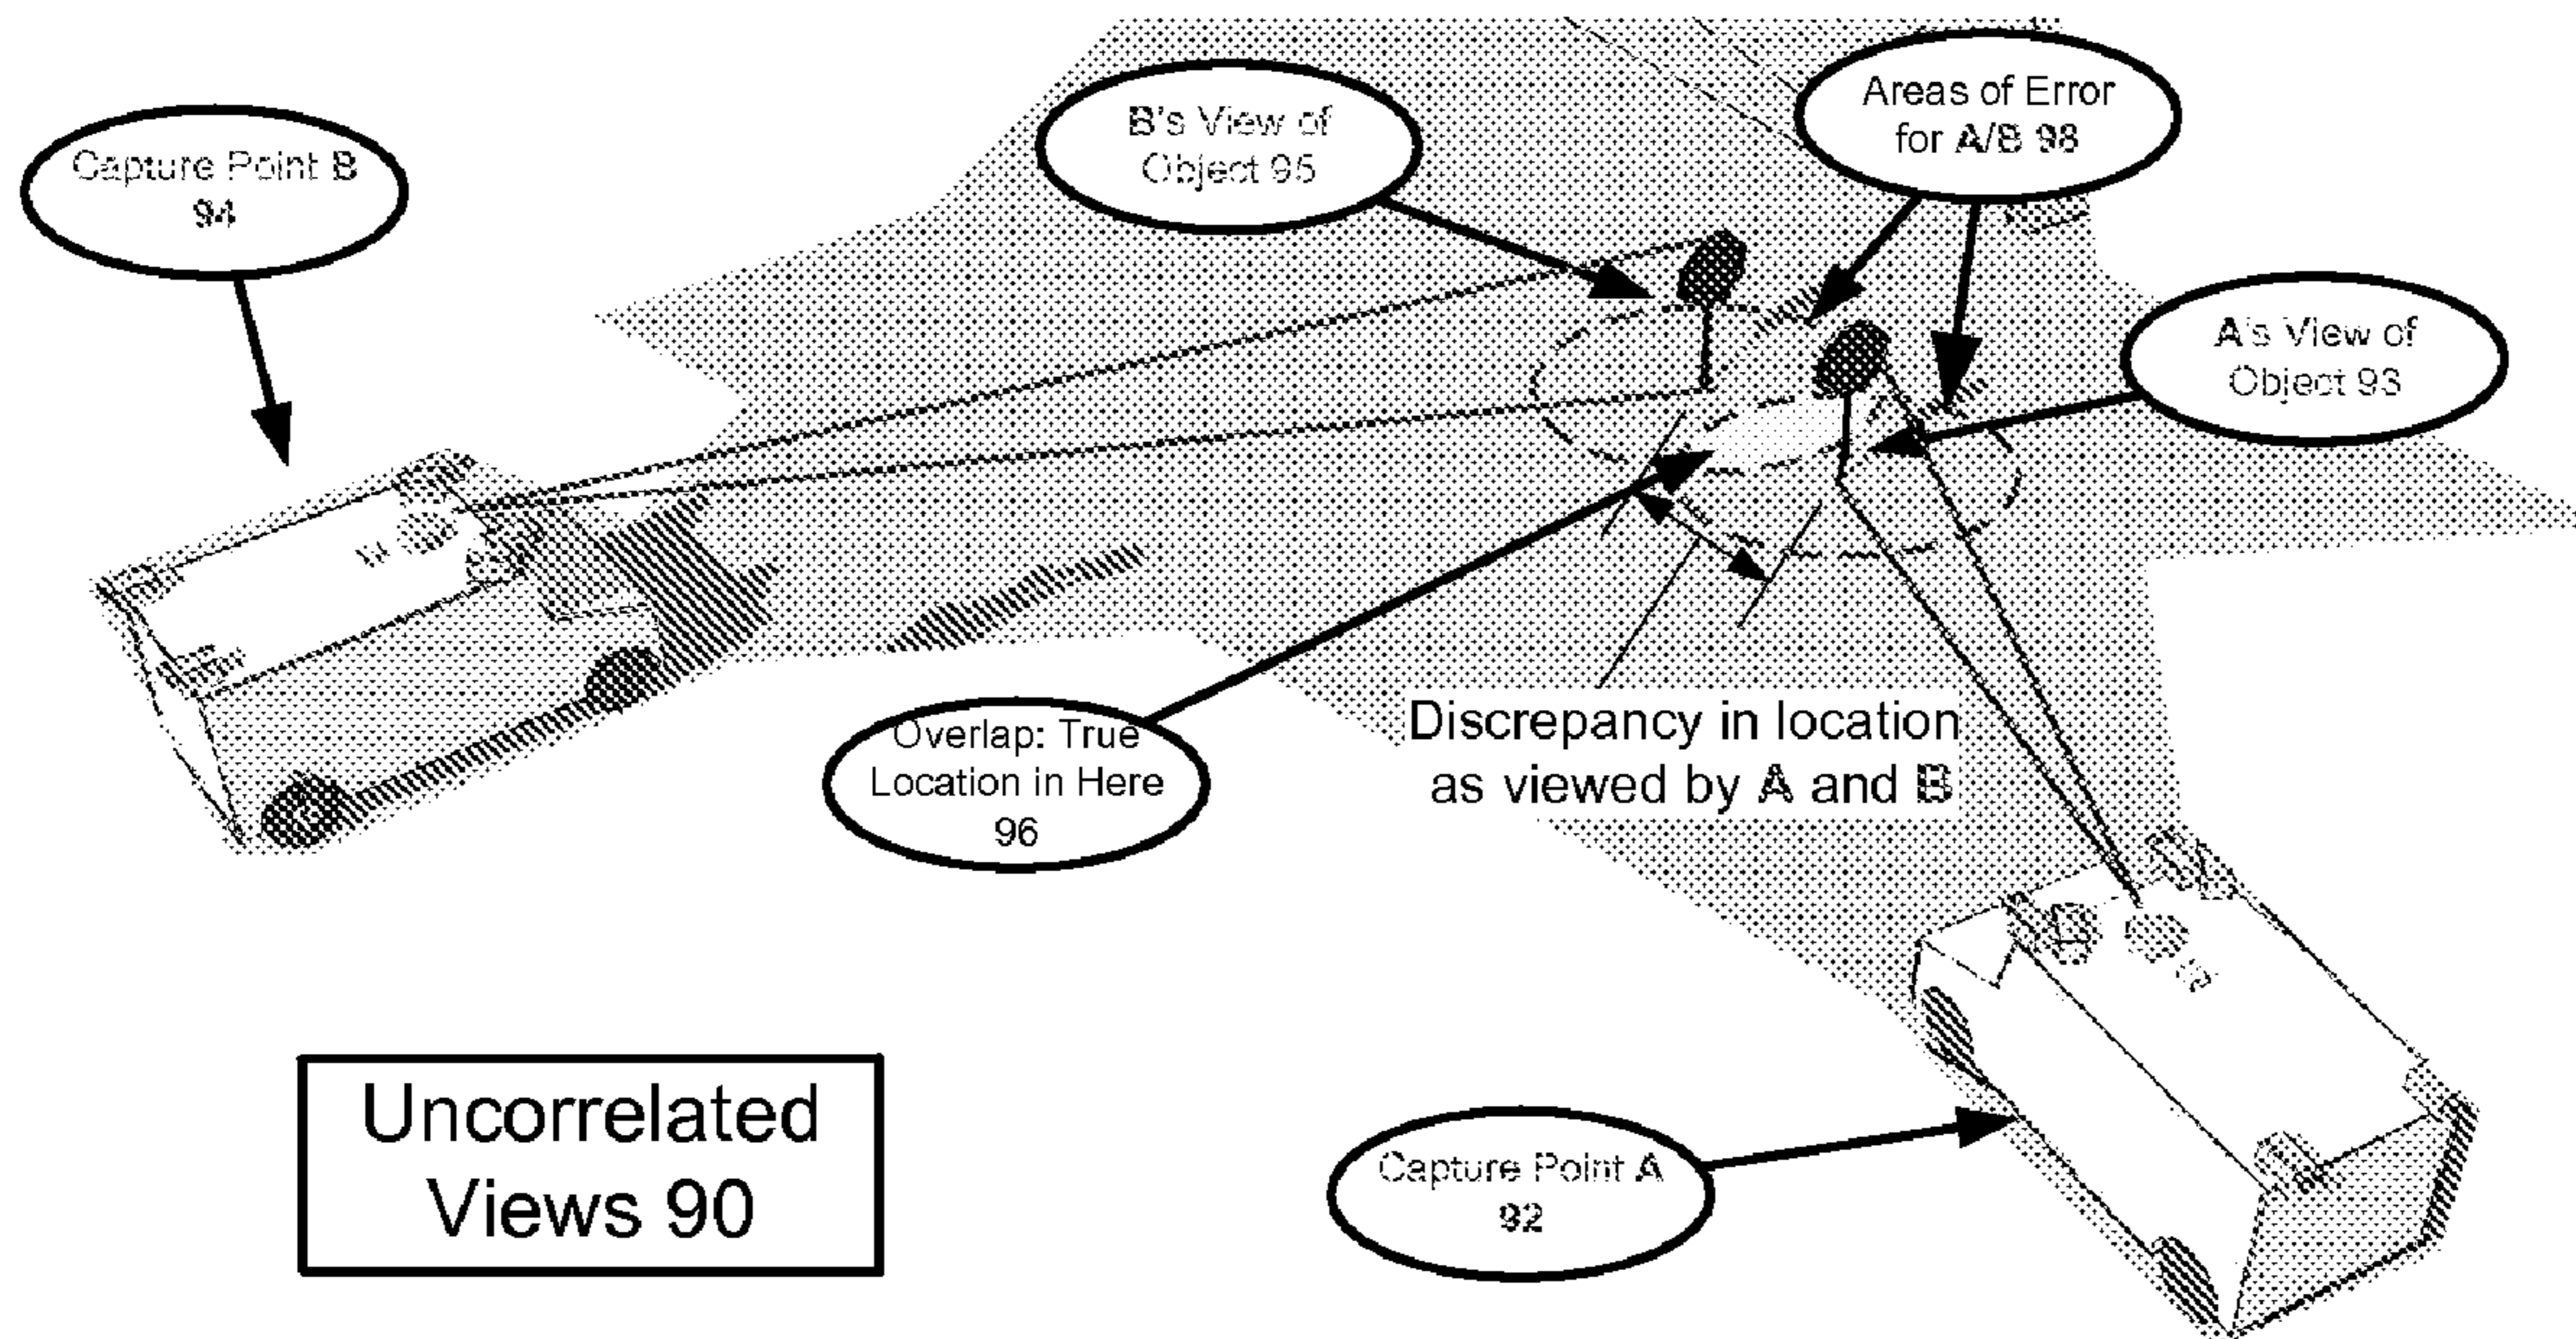 Areas of Error
for A/B 98
B's View of
Object 95
Capture Point B
94
A's View of
Object 93
Overlap: True
Location in Here
96
Discrepancy in location
as viewed by A and B
Uncorrelated
Views 90
Capture Point A
92